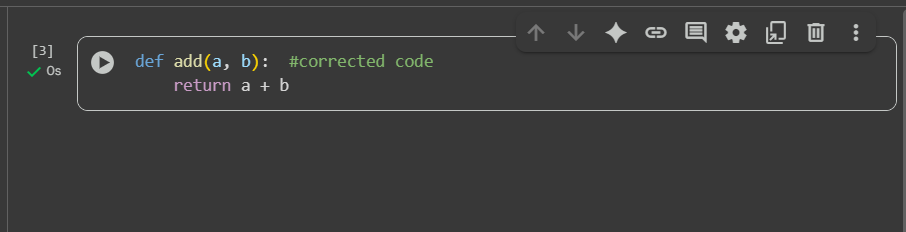 [3]
0s
def add(a, b):  #corrected code
    return a + b